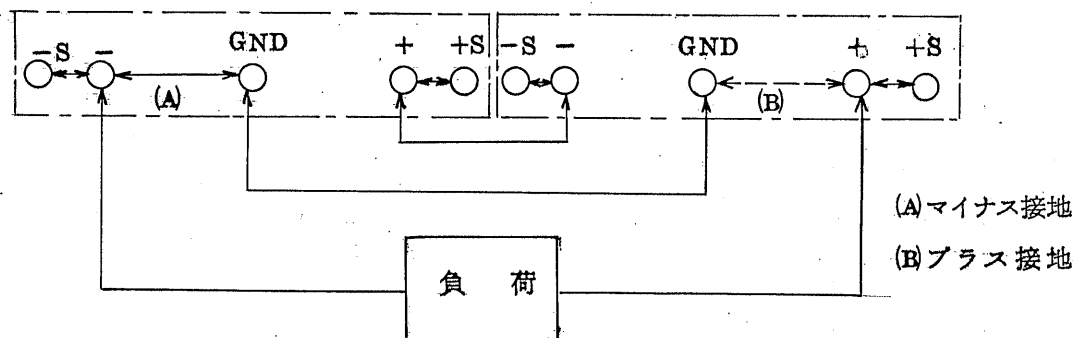 -S - GND + +S -S - GND + +S
(A) (B)
(A)マイナス接地
(B)プラス接地
負 荷